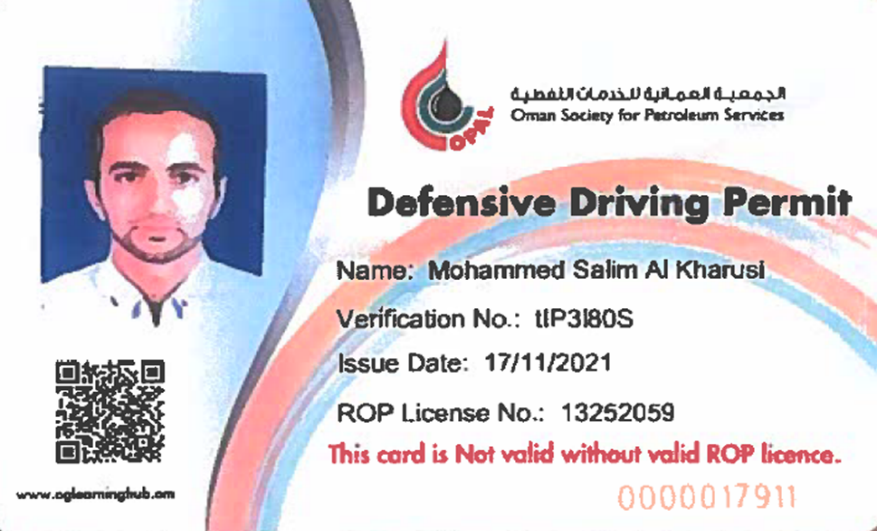 OPAL
الجمعية العمانية للخدمات النفطية
Oman Society for Petroleum Services
Defensive Driving Permit
Name: Mohammed Salim Al Kharusi
Verification No.: tIP3I80S
Issue Date: 17/11/2021
ROP License No.: 13252059
This card is Not valid without valid ROP licence.
www.oglearninghub.om
0000017911